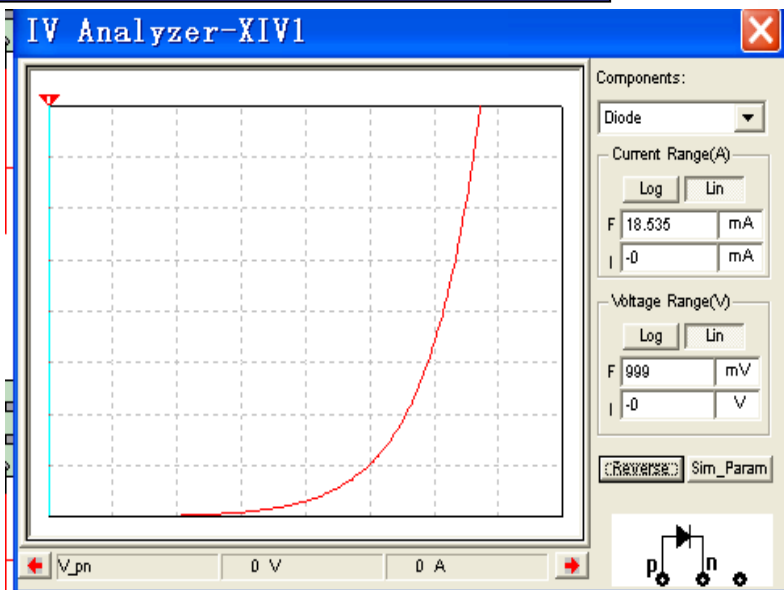 IV Analyzer-XIV1
Components:
Diode
Current Range(A)
Log Lin
F 18.535 mA
I -0 mA
Voltage Range(V)
Log Lin
F 999 mV
I -0 V
Reverse Sim_Param
V_pn 0 V 0 A
p n